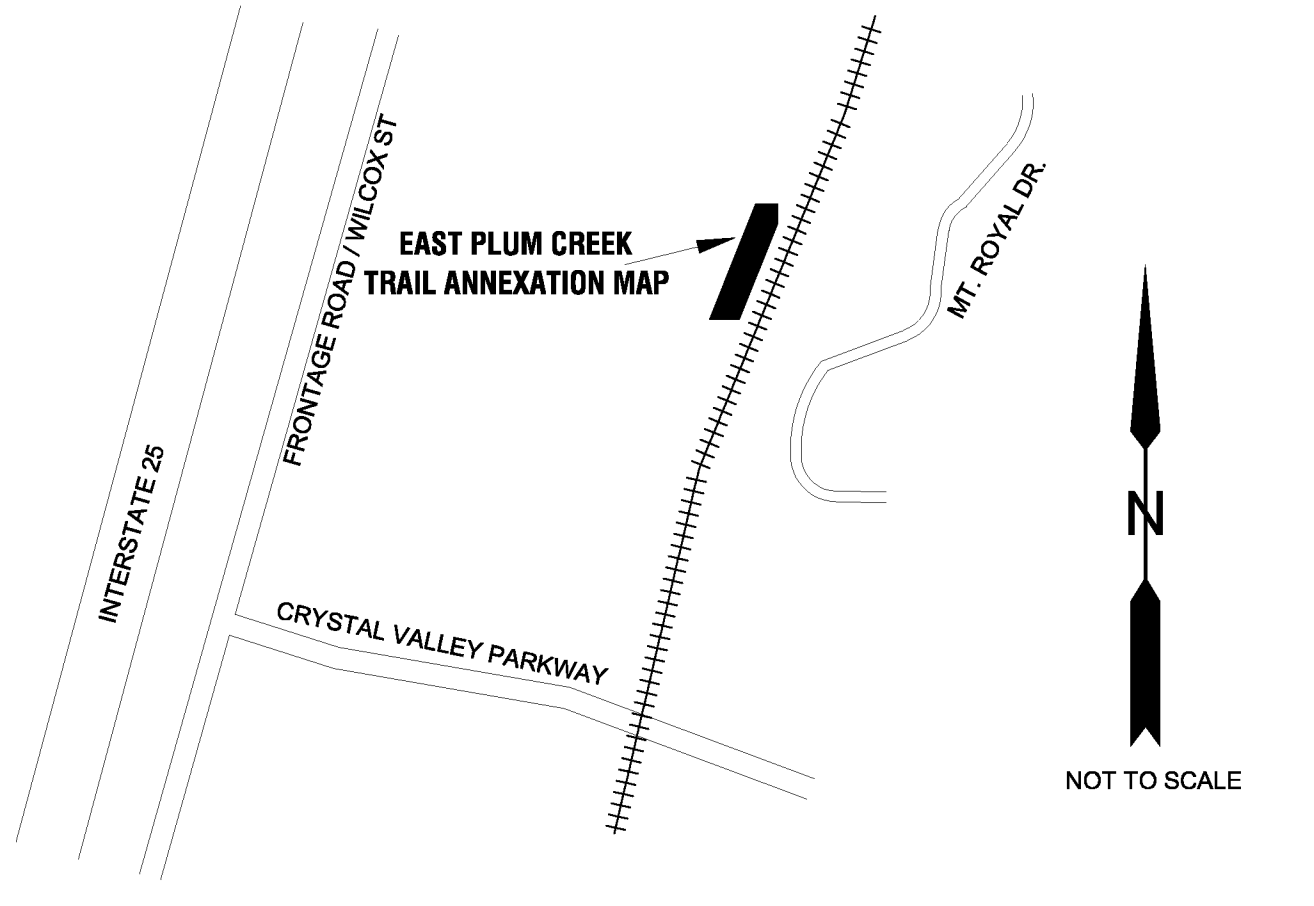 FRONTAGE ROAD / WILCOX ST
MT. ROYAL DR.
EAST PLUM CREEK
TRAIL ANNEXATION MAP
INTERSTATE 25
N
CRYSTAL VALLEY PARKWAY
NOT TO SCALE